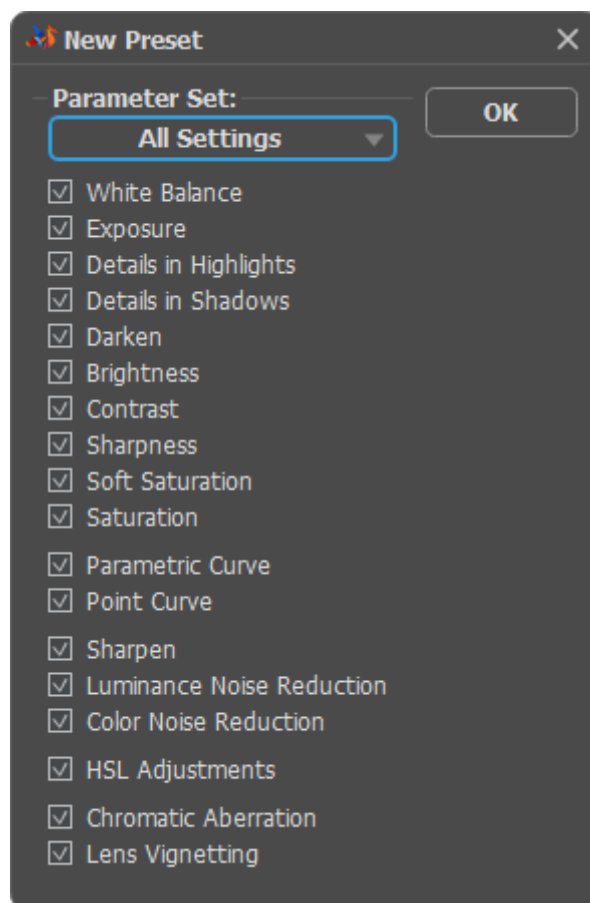 New Preset
Parameter Set:
All Settings
OK
White Balance
Exposure
Details in Highlights
Details in Shadows
Darken
Brightness
Contrast
Sharpness
Soft Saturation
Saturation
Parametric Curve
Point Curve
Sharpen
Luminance Noise Reduction
Color Noise Reduction
HSL Adjustments
Chromatic Aberration
Lens Vignetting